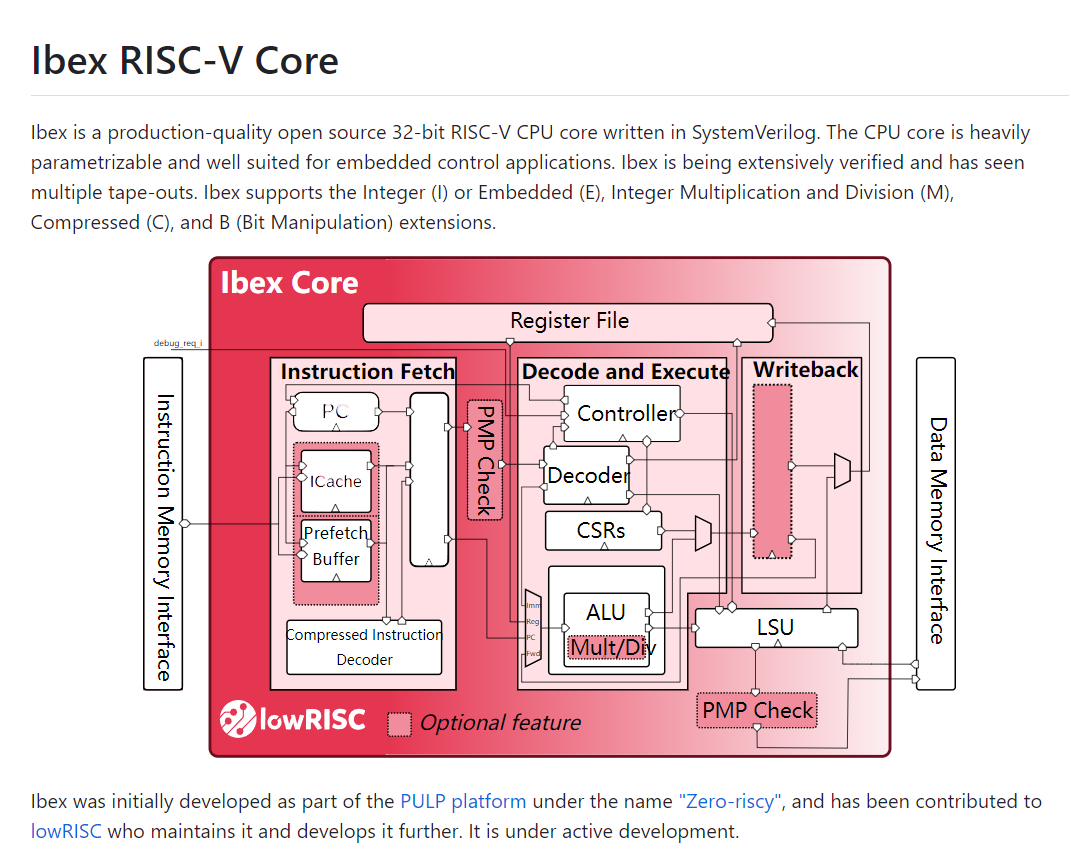 Ibex RISC-V Core
Ibex is a production-quality open source 32-bit RISC-V CPU core written in SystemVerilog. The CPU core is heavily
parametrizable and well suited for embedded control applications. Ibex is being extensively verified and has seen
multiple tape-outs. Ibex supports the Integer (I) or Embedded (E), Integer Multiplication and Division (M),
Compressed (C), and B (Bit Manipulation) extensions.
Ibex Core
Register File
debug_req_i
Instruction Memory Interface
Instruction Fetch
PC
ICache
Prefetch
Buffer
Compressed Instruction
Decoder
PMP Check
Decode and Execute
Controller
Decoder
CSRs
Imm
Reg
PC
Fwd
ALU
Mult/Div
Writeback
LSU
PMP Check
Data Memory Interface
lowRISC
Optional feature
Ibex was initially developed as part of the PULP platform under the name "Zero-riscy", and has been contributed to
lowRISC who maintains it and develops it further. It is under active development.